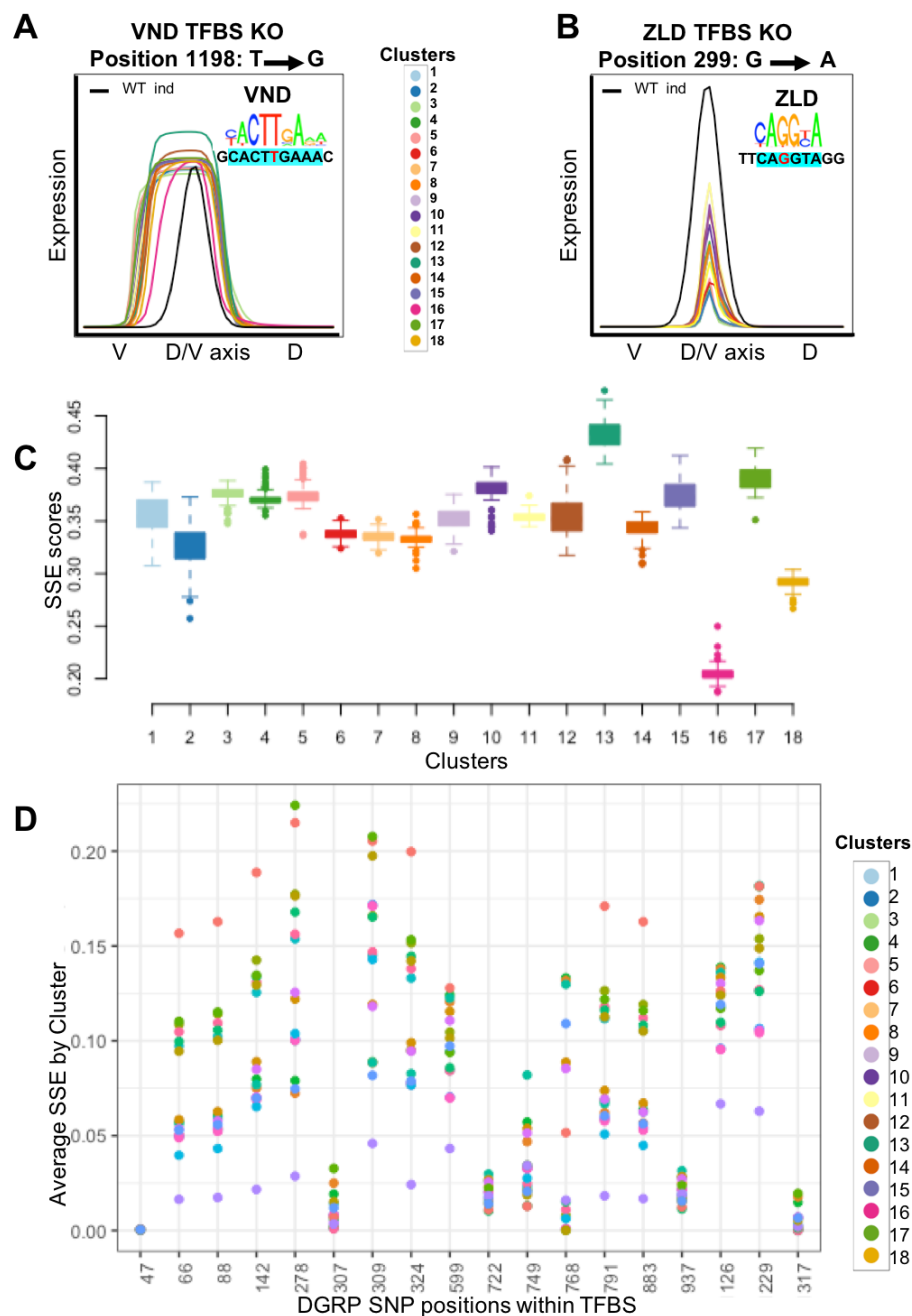 A
VND TFBS KO
Position 1198: T G
WT ind
VND
CACTTGA
GCACTTGAAAC
Expression
V D/V axis D
Clusters
1
2
3
4
5
6
7
8
9
10
11
12
13
14
15
16
17
18
B
ZLD TFBS KO
Position 299: G A
WT ind
ZLD
CAGGTA
TTCAGGTAGG
Expression
V D/V axis D
C
SSE scores
0.45
0.40
0.35
0.30
0.25
0.20
1 2 3 4 5 6 7 8 9 10 11 12 13 14 15 16 17 18
Clusters
D
Average SSE by Cluster
0.20
0.15
0.10
0.05
0.00
47 66 88 142 278 307 309 324 599 722 749 768 791 883 937 126 229 317
DGRP SNP positions within TFBS
Clusters
1
2
3
4
5
6
7
8
9
10
11
12
13
14
15
16
17
18